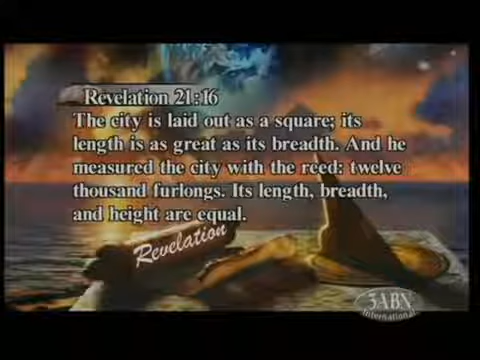 Revelation 21:16
The city is laid out as a square; its
length is as great as its breadth. And he
measured the city with the reed: twelve
thousand furlongs. Its length, breadth,
and height are equal.
Revelation
3ABN
International